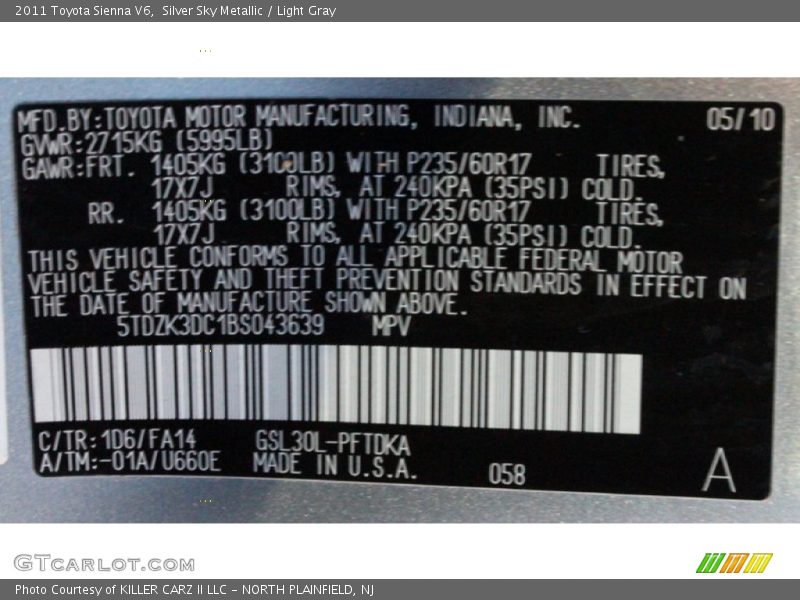 2011 Toyota Sienna V6,  Silver Sky Metallic / Light Gray
MFD.BY:TOYOTA MOTOR MANUFACTURING, INDIANA, INC. 05/10
GVWR:2715KG (5995LB)
GAWR:FRT. 1405KG (3100LB) WITH P235/60R17 TIRES,
17X7J RIMS, AT 240KPA (35PSI) COLD.
RR. 1405KG (3100LB) WITH P235/60R17 TIRES,
17X7J RIMS, AT 240KPA (35PSI) COLD.
THIS VEHICLE CONFORMS TO ALL APPLICABLE FEDERAL MOTOR
VEHICLE SAFETY AND THEFT PREVENTION STANDARDS IN EFFECT ON
THE DATE OF MANUFACTURE SHOWN ABOVE.
5TDZK3DC1BS043639 MPV
C/TR:1D6/FA14 GSL30L-PFTDKA
A/TM:-01A/U660E MADE IN U.S.A. 058 A
GTCARLOT.COM
Photo Courtesy of KILLER CARZ II LLC - NORTH PLAINFIELD, NJ